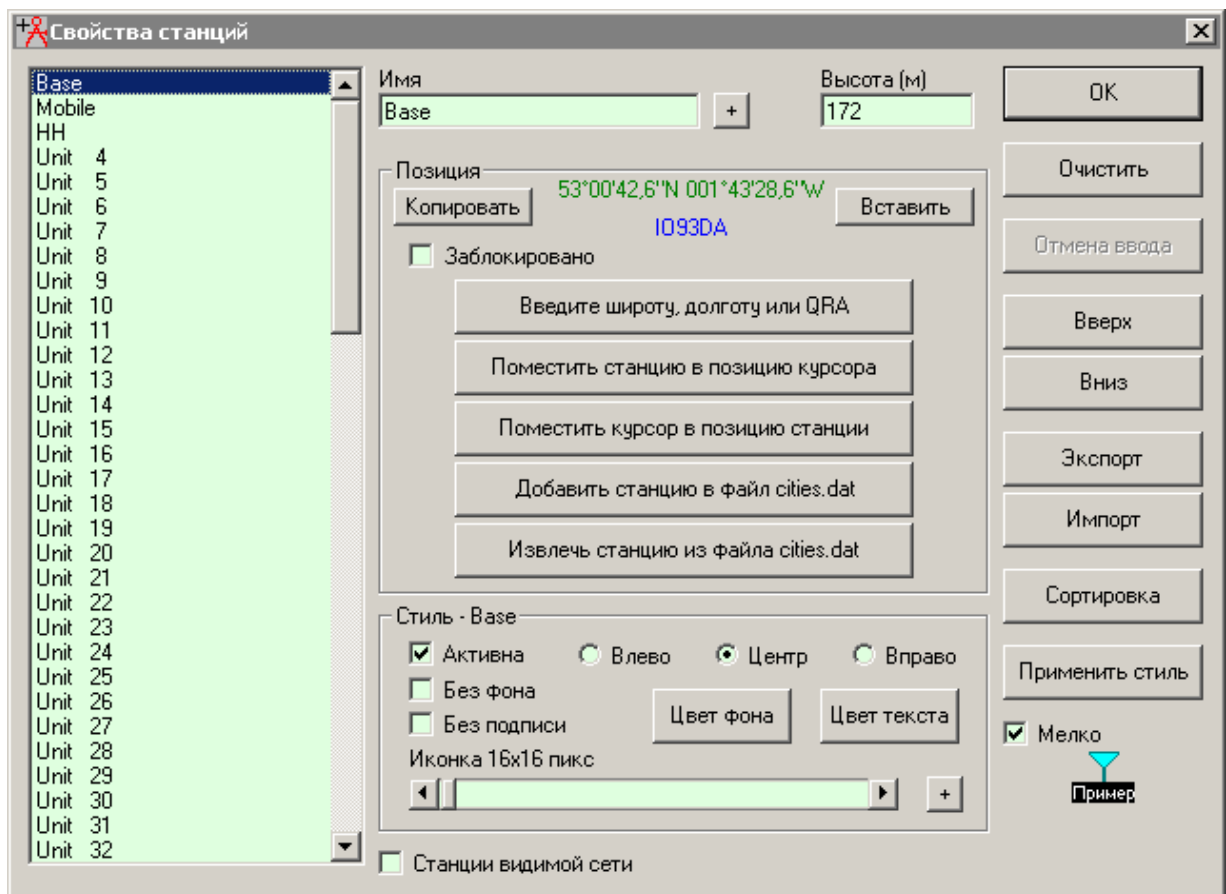 Свойства станций
Base
Mobile
HH
Unit 4
Unit 5
Unit 6
Unit 7
Unit 8
Unit 9
Unit 10
Unit 11
Unit 12
Unit 13
Unit 14
Unit 15
Unit 16
Unit 17
Unit 18
Unit 19
Unit 20
Unit 21
Unit 22
Unit 23
Unit 24
Unit 25
Unit 26
Unit 27
Unit 28
Unit 29
Unit 30
Unit 31
Unit 32
Имя
Высота (м)
Base
+
172
Позиция
Копировать
53°00'42,6"N 001°43'28,6"W
Вставить
IO93DA
Заблокировано
Введите широту, долготу или QRA
Поместить станцию в позицию курсора
Поместить курсор в позицию станции
Добавить станцию в файл cities.dat
Извлечь станцию из файла cities.dat
Стиль - Base
Активна
Влево
Центр
Вправо
Без фона
Без подписи
Цвет фона
Цвет текста
Иконка 16x16 пикс
+
Станции видимой сети
OK
Очистить
Отмена ввода
Вверх
Вниз
Экспорт
Импорт
Сортировка
Применить стиль
Мелко
Пример